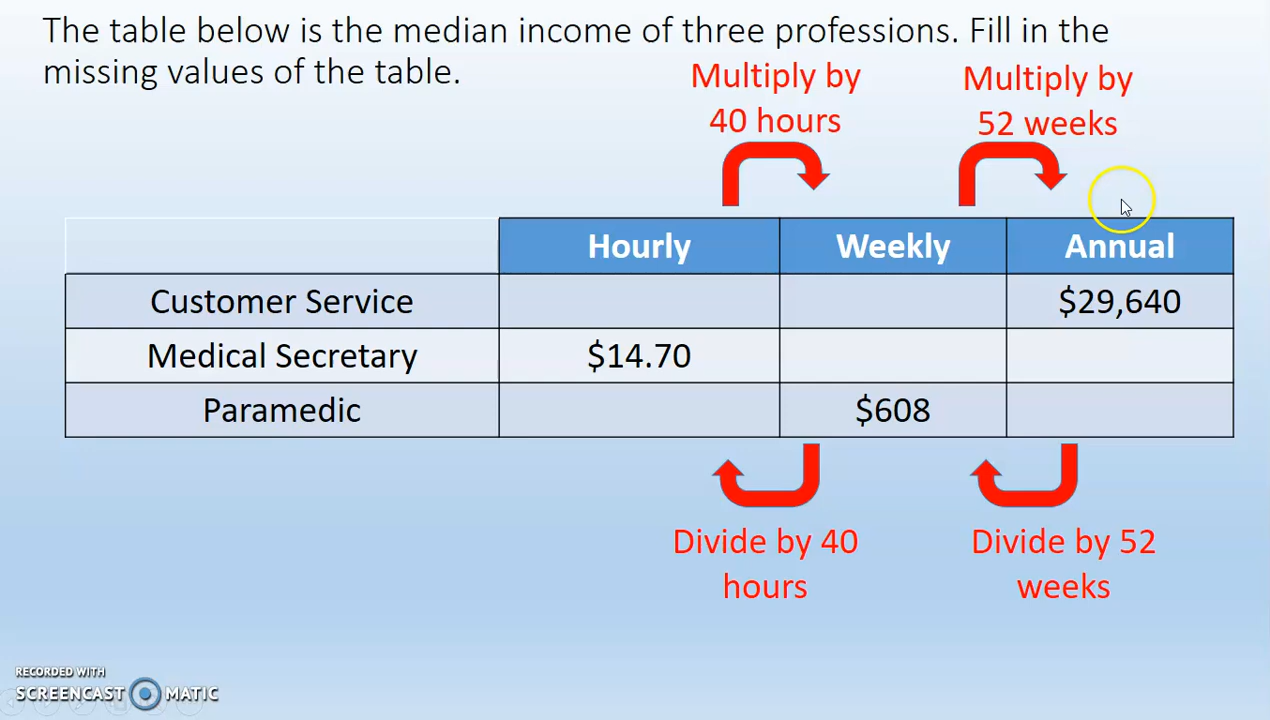 The table below is the median income of three professions. Fill in the
missing values of the table.
Multiply by
40 hours
Multiply by
52 weeks
Hourly Weekly Annual
Customer Service $29,640
Medical Secretary $14.70
Paramedic $608
Divide by 40
hours
Divide by 52
weeks
RECORDED WITH
SCREENCAST MATIC